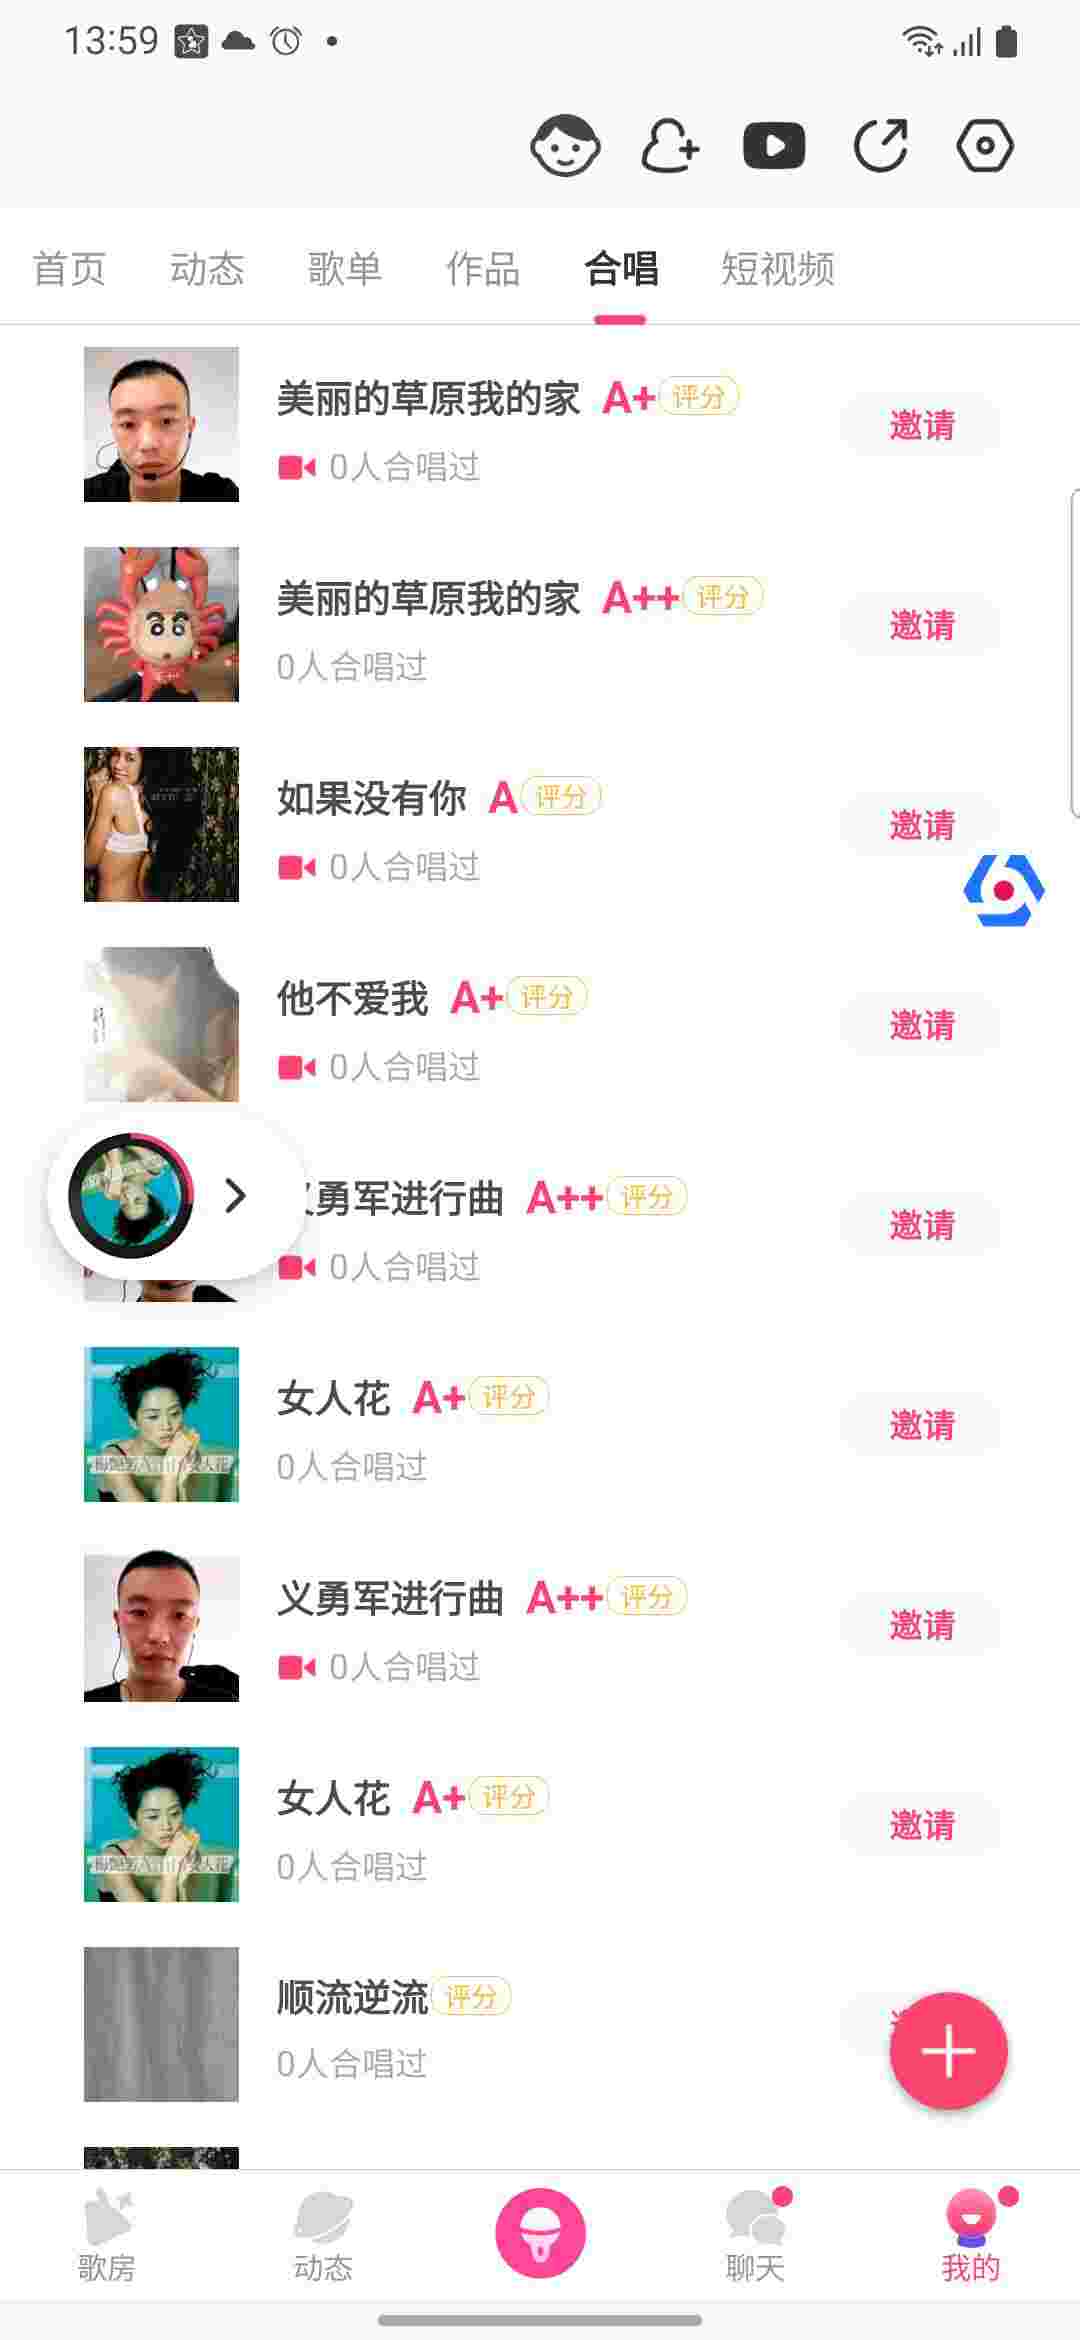 13:59
首页 动态 歌单 作品 合唱 短视频
美丽的草原我的家 A+ 评分
0人合唱过
邀请
美丽的草原我的家 A++ 评分
0人合唱过
邀请
如果没有你 A 评分
0人合唱过
邀请
他不爱我 A+ 评分
0人合唱过
邀请
勇军进行曲 A++ 评分
0人合唱过
邀请
女人花 A+ 评分
0人合唱过
邀请
义勇军进行曲 A++ 评分
0人合唱过
邀请
女人花 A+ 评分
0人合唱过
邀请
顺流逆流 评分
0人合唱过
歌房 动态 聊天 我的